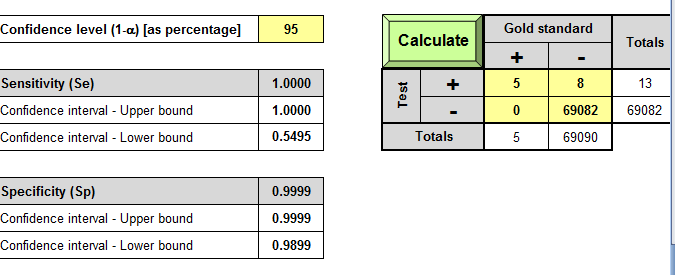 Confidence level (1-α) [as percentage] 95
Sensitivity (Se) 1.0000
Confidence interval - Upper bound 1.0000
Confidence interval - Lower bound 0.5495
Specificity (Sp) 0.9999
Confidence interval - Upper bound 0.9999
Confidence interval - Lower bound 0.9899
Calculate
Gold standard
Totals
+ -
Test
+ 5 8 13
- 0 69082 69082
Totals 5 69090